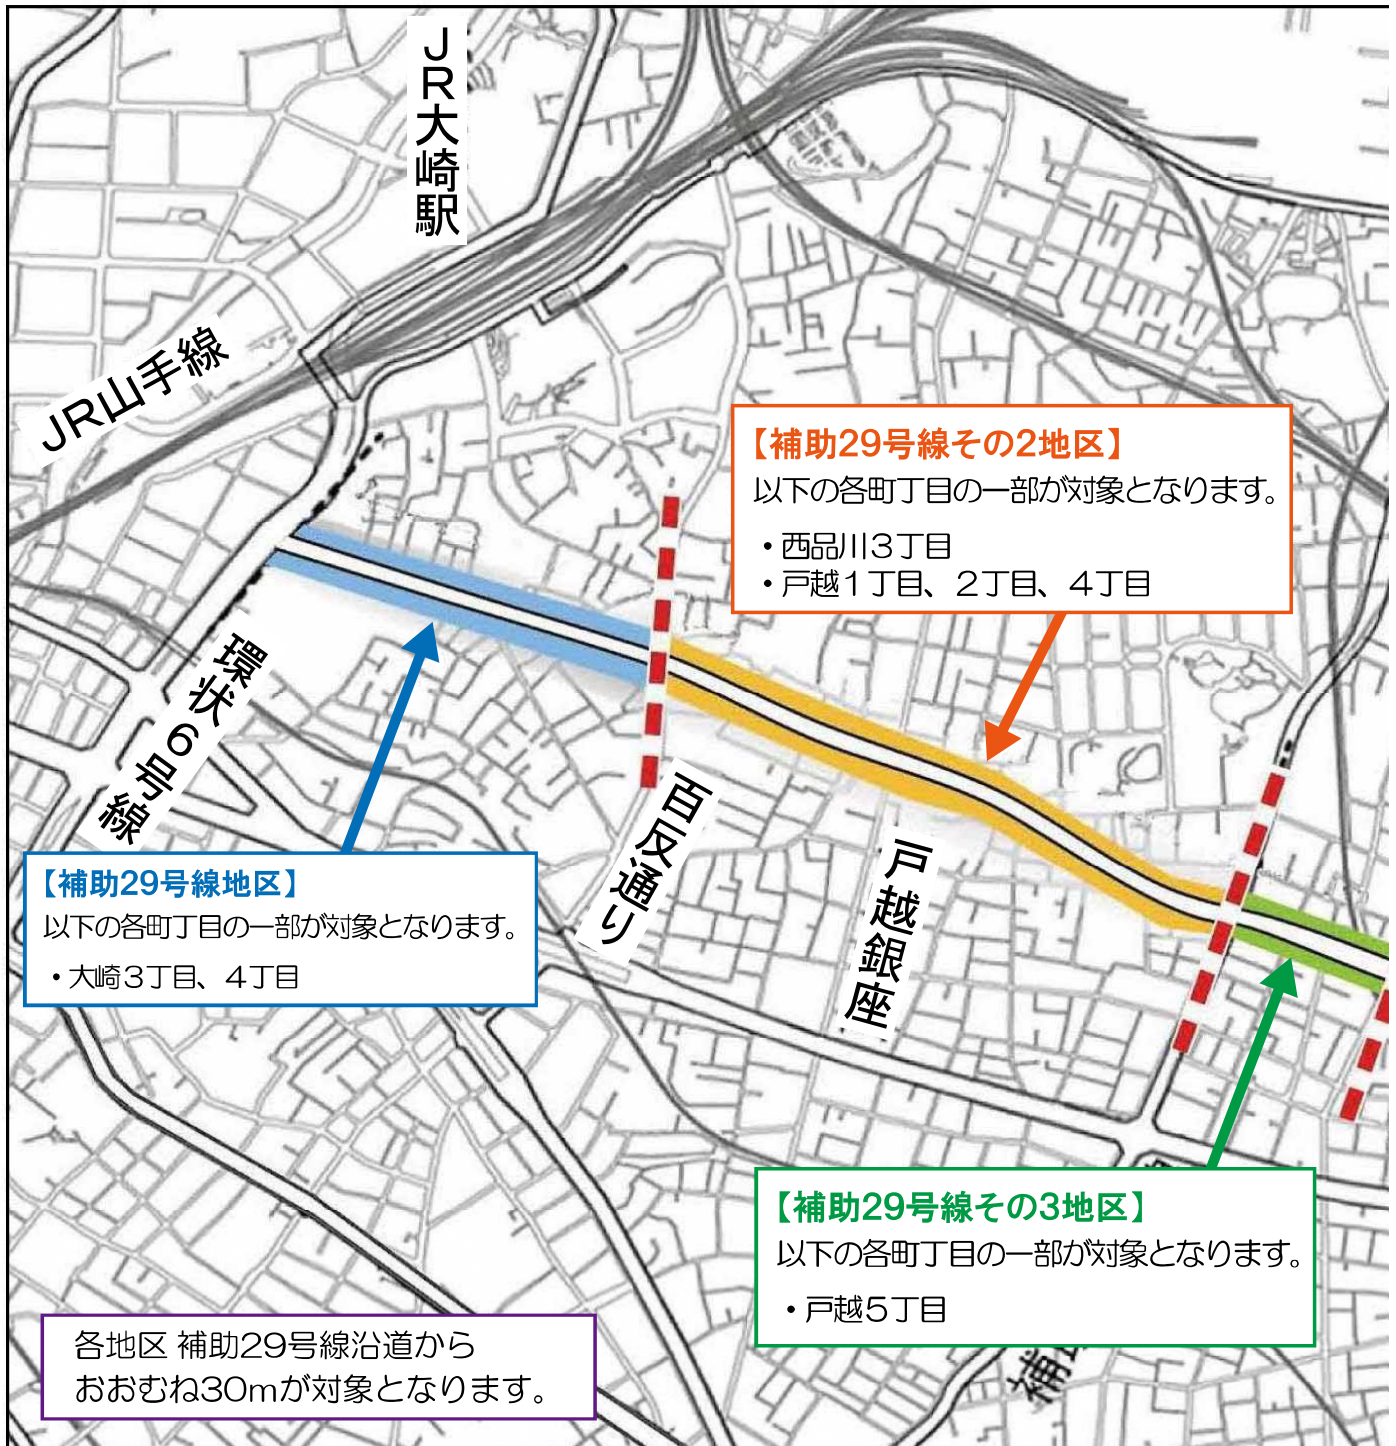 JR大崎駅
JR山手線
【補助29号線その2地区】
以下の各町丁目の一部が対象となります。
・西品川3丁目
・戸越1丁目、2丁目、4丁目
環状6号線
百反通り
戸越銀座
【補助29号線地区】
以下の各町丁目の一部が対象となります。
・大崎3丁目、4丁目
【補助29号線その3地区】
以下の各町丁目の一部が対象となります。
・戸越5丁目
各地区 補助29号線沿道から
おおむね30mが対象となります。
補